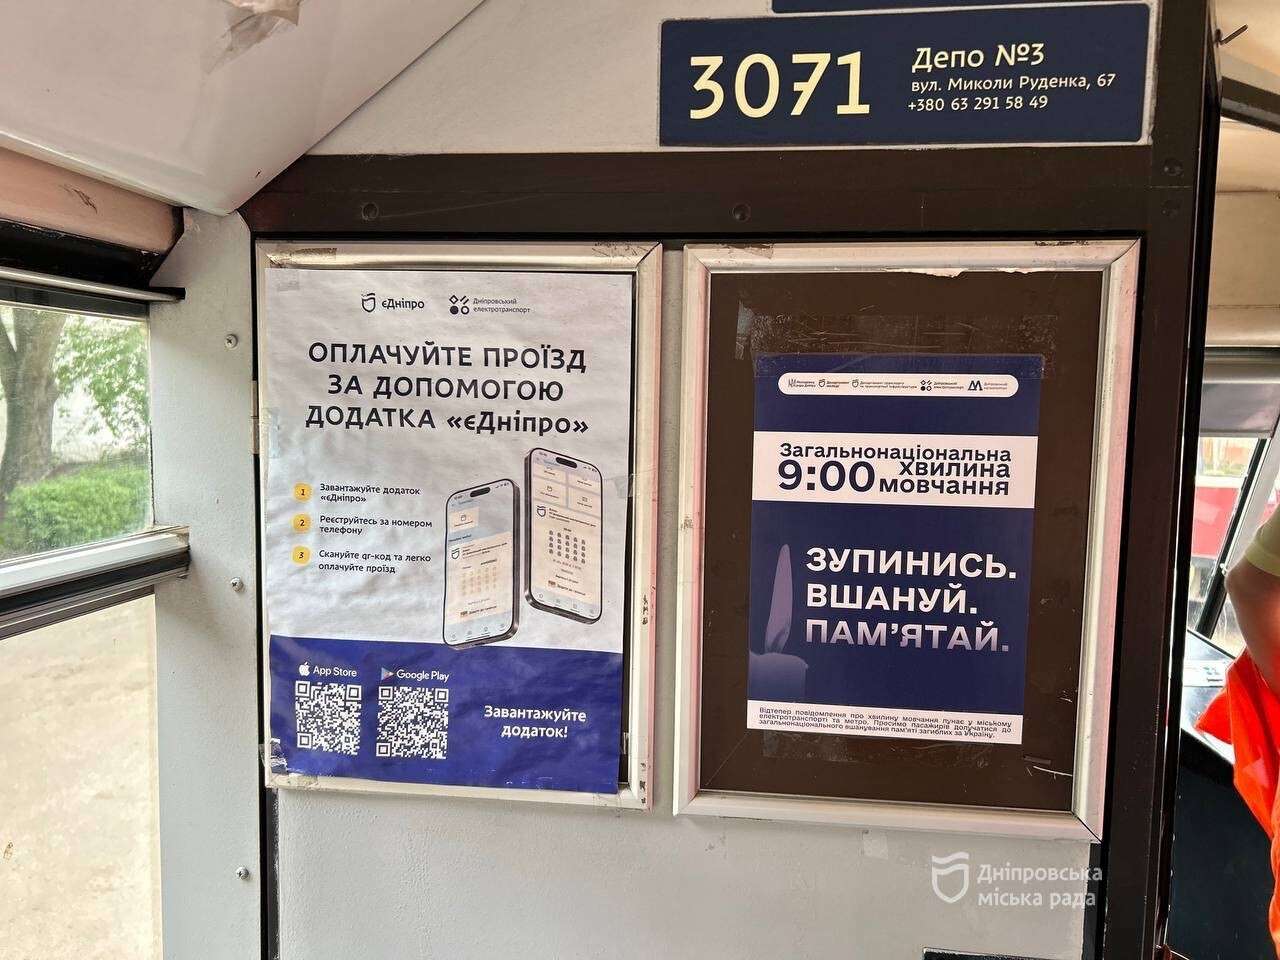 3071
Депо №3
вул. Миколи Руденка, 67
+380 63 291 58 49
єДніпро
Дніпровський
електротранспорт
ОПЛАЧУЙТЕ ПРОЇЗД
ЗА ДОПОМОГОЮ
ДОДАТКА «єДніпро»
1 Завантажуйте додаток
«єДніпро»
2 Реєструйтесь за номером
телефону
3 Скануйте qr-код та легко
оплачуйте проїзд
App Store
Google Play
Завантажуйте
додаток!
Загальнонаціональна
9:00 хвилина
мовчання
ЗУПИНИСЬ.
ВШАНУЙ.
ПАМ'ЯТАЙ.
Відтепер повідомлення про хвилину мовчання лунає у міському
електротранспорті та метро. Просимо пасажирів долучатися до
загальнонаціонального вшанування пам'яті загиблих за Україну.
Дніпровська
міська рада